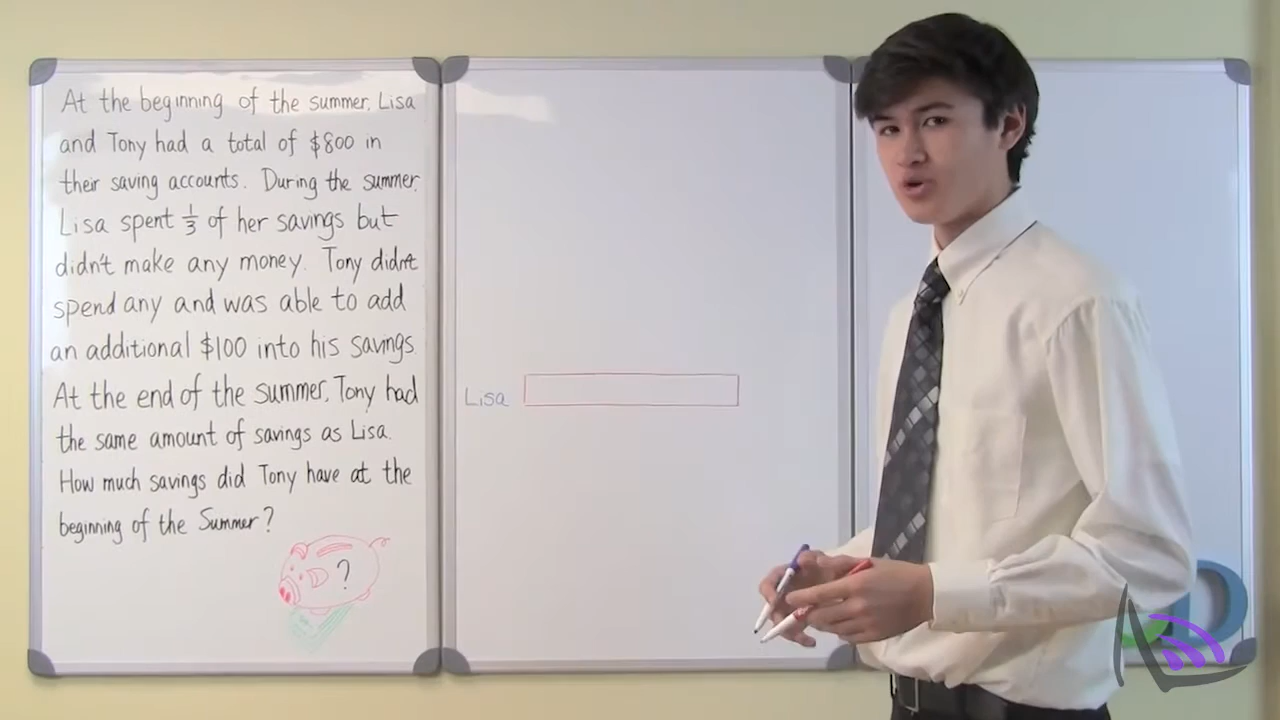 At the beginning of the summer, Lisa
and Tony had a total of $800 in
their saving accounts. During the summer,
Lisa spent 1/3 of her savings but
didn't make any money. Tony didn't
spend any and was able to add
an additional $100 into his savings.
At the end of the summer, Tony had
the same amount of savings as Lisa.
How much savings did Tony have at the
beginning of the Summer?
?
Lisa